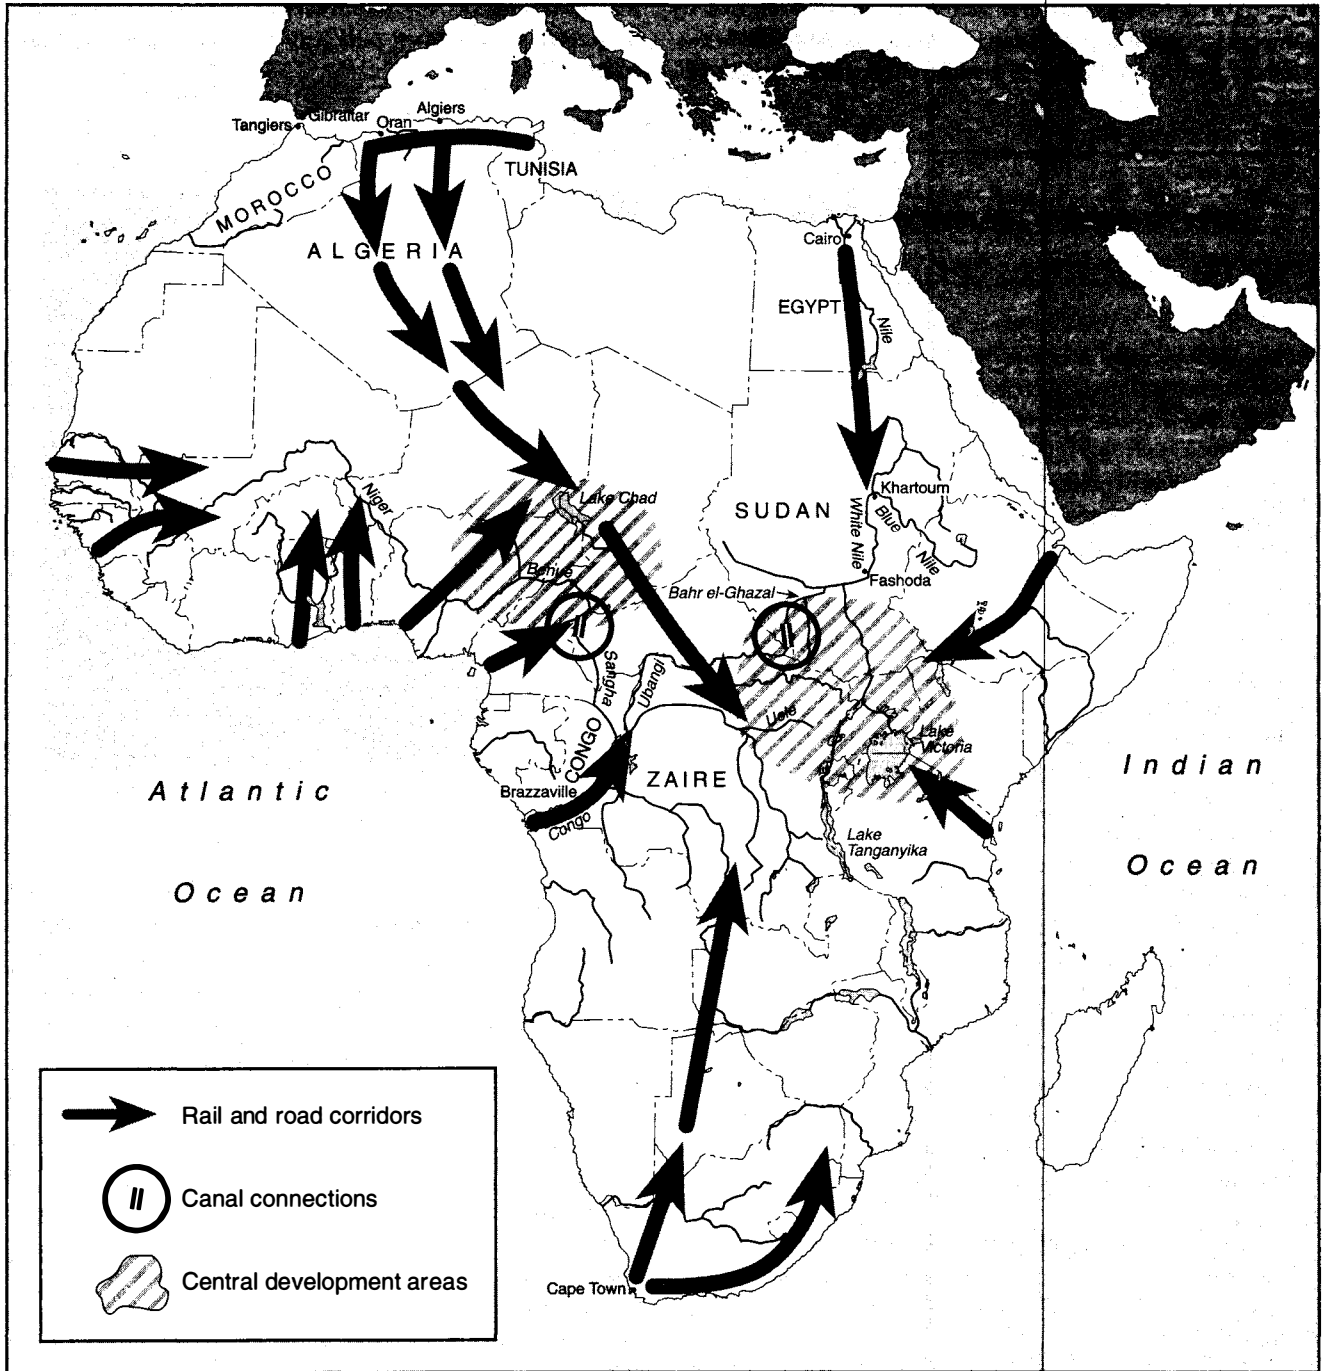 Gibraltar
Algiers
Tangiers
Oran
TUNISIA
MOROCCO
ALGERIA
Cairo
EGYPT
Nile
Niger
Lake Chad
Khartoum
SUDAN
White Nile
Blue
Nile
Benue
Fashoda
Bahr el-Ghazal
Sangha
Ubangi
Uele
Lake
Victoria
CONGO
ZAIRE
Brazzaville
Congo
Atlantic
Ocean
Indian
Ocean
Lake
Tanganyika
Cape Town
Rail and road corridors
Canal connections
Central development areas